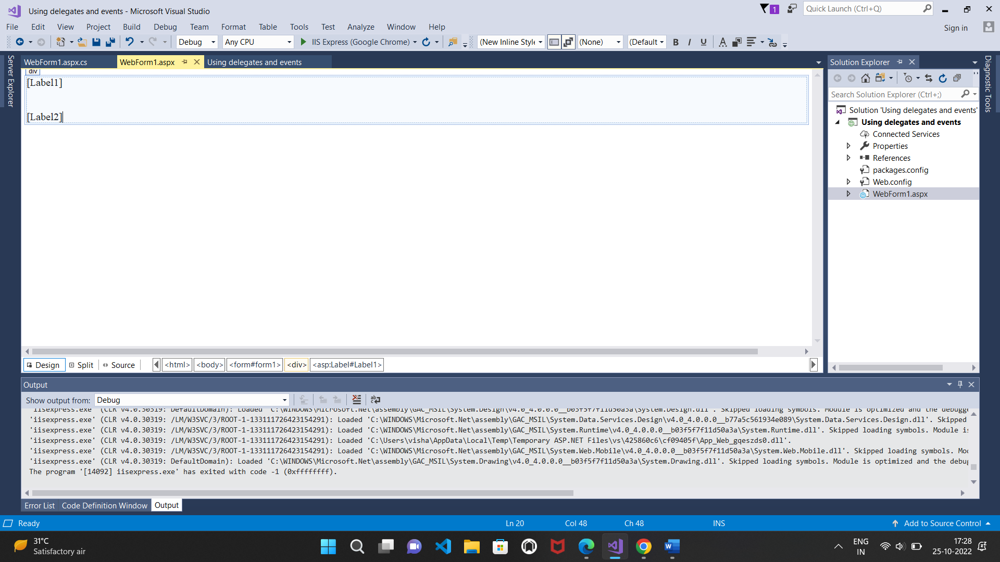 Using delegates and events - Microsoft Visual Studio
1
Quick Launch (Ctrl+Q)
File Edit View Project Build Debug Team Format Table Tools Test Analyze Window Help
Sign in
Debug Any CPU IIS Express (Google Chrome) (New Inline Style (None) (Default B I U A
Server Explorer
WebForm1.aspx.cs WebForm1.aspx Using delegates and events
div
[Label1]
[Label2]
Design Split Source <html> <body> <form#form1> <div> <asp:Label#Label1>
Solution Explorer
Search Solution Explorer (Ctrl+;)
Solution 'Using delegates and events'
Using delegates and events
Connected Services
Properties
References
packages.config
Web.config
WebForm1.aspx
Diagnostic Tools
Output
Show output from: Debug
'iisexpress.exe' (CLR v4.0.30319: DefaultDomain): Loaded 'C:\WINDOWS\Microsoft.Net\assembly\GAC_MSIL\System.Design\v4.0_4.0.0.0__b03f5f7f11d50a3a\System.Design.dll'. Skipped loading symbols. Module is optimized and the debugge
'iisexpress.exe' (CLR v4.0.30319: /LM/W3SVC/3/ROOT-1-133111726423154291): Loaded 'C:\WINDOWS\Microsoft.Net\assembly\GAC_MSIL\System.Data.Services.Design\v4.0_4.0.0.0__b77a5c561934e089\System.Data.Services.Design.dll'. Skipped
'iisexpress.exe' (CLR v4.0.30319: /LM/W3SVC/3/ROOT-1-133111726423154291): Loaded 'C:\WINDOWS\Microsoft.Net\assembly\GAC_MSIL\System.Runtime\v4.0_4.0.0.0__b03f5f7f11d50a3a\System.Runtime.dll'. Skipped loading symbols. Module is
'iisexpress.exe' (CLR v4.0.30319: /LM/W3SVC/3/ROOT-1-133111726423154291): Loaded 'C:\Users\visha\AppData\Local\Temp\Temporary ASP.NET Files\vs\425860c6\cf09405f\App_Web_gqeszds0.dll'.
'iisexpress.exe' (CLR v4.0.30319: /LM/W3SVC/3/ROOT-1-133111726423154291): Loaded 'C:\WINDOWS\Microsoft.Net\assembly\GAC_MSIL\System.Web.Mobile\v4.0_4.0.0.0__b03f5f7f11d50a3a\System.Web.Mobile.dll'. Skipped loading symbols. Mod
'iisexpress.exe' (CLR v4.0.30319: DefaultDomain): Loaded 'C:\WINDOWS\Microsoft.Net\assembly\GAC_MSIL\System.Drawing\v4.0_4.0.0.0__b03f5f7f11d50a3a\System.Drawing.dll'. Skipped loading symbols. Module is optimized and the debug
The program '[14092] iisexpress.exe' has exited with code -1 (0xffffffff).
Error List Code Definition Window Output
Ready Ln 20 Col 48 Ch 48 INS Add to Source Control
31°C
Satisfactory air
ENG
IN
17:28
25-10-2022